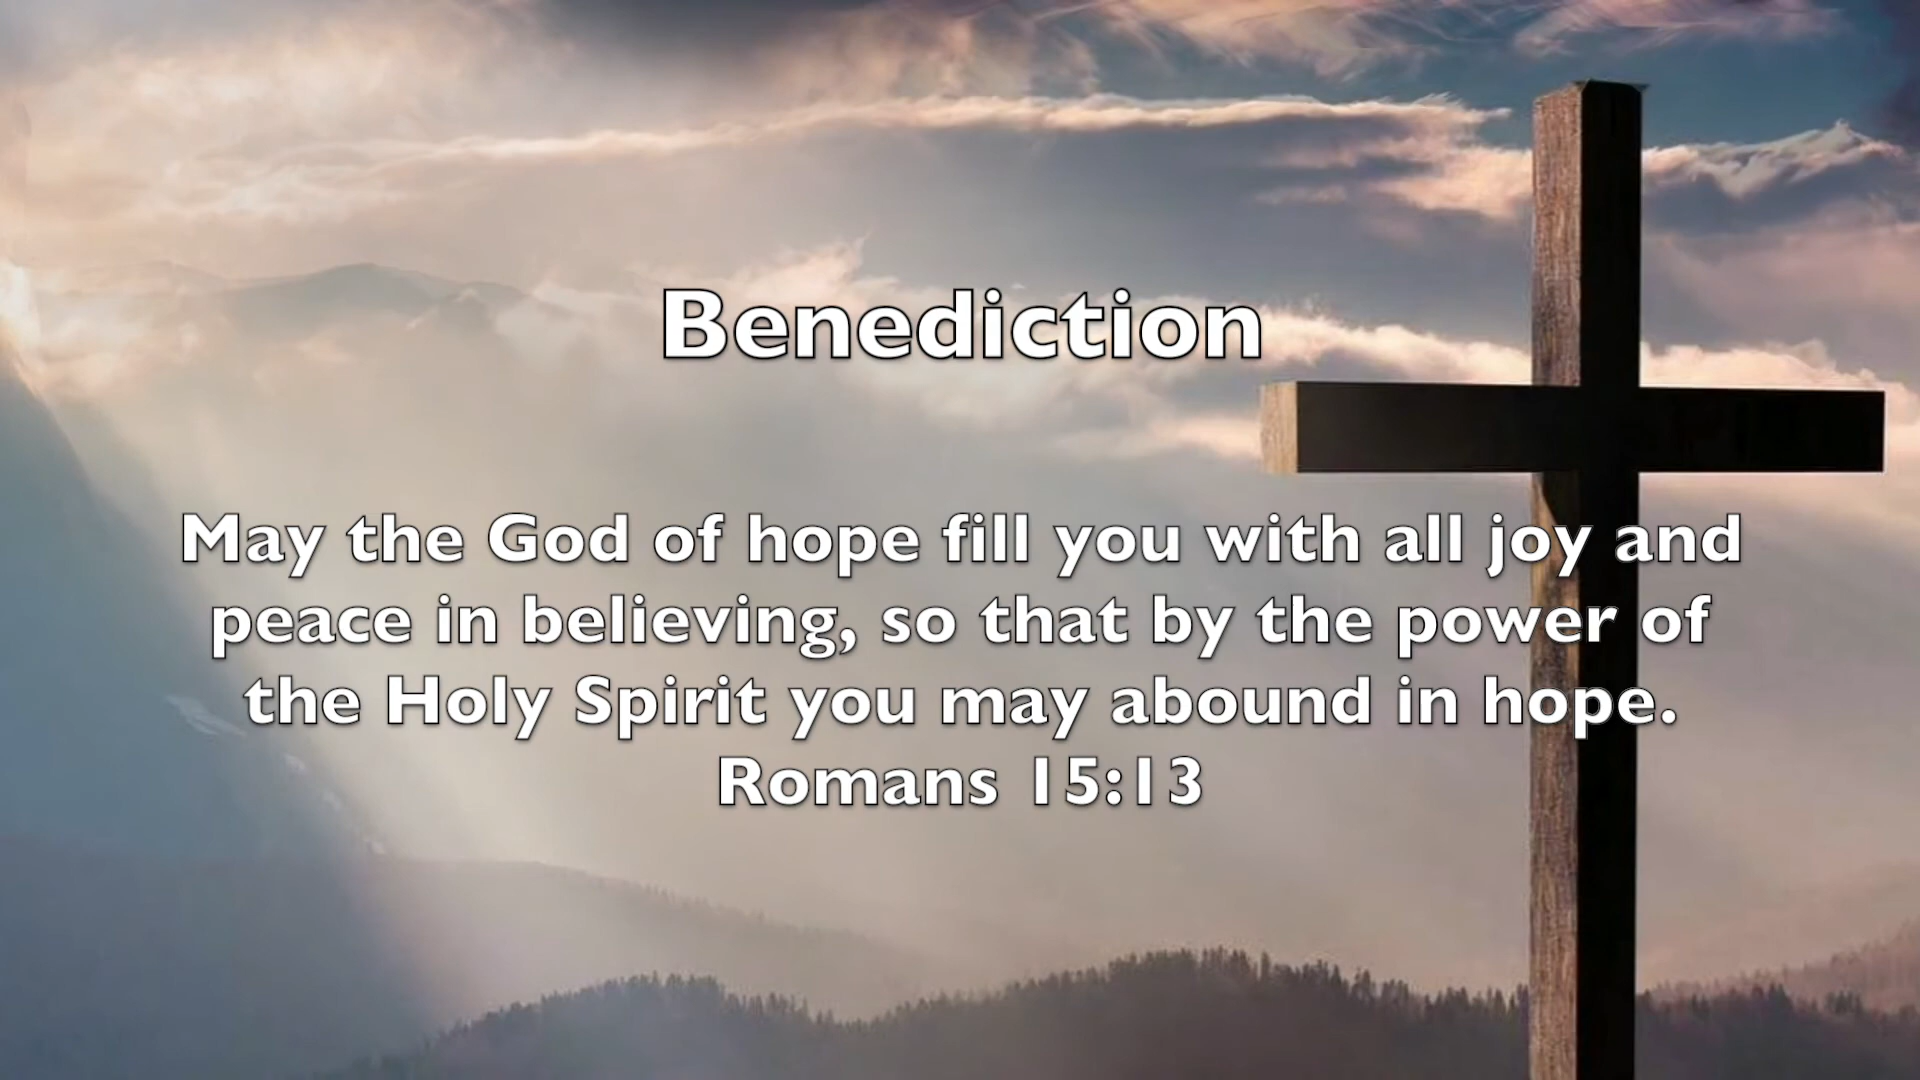 Benediction
May the God of hope fill you with all joy and
peace in believing, so that by the power of
the Holy Spirit you may abound in hope.
Romans 15:13